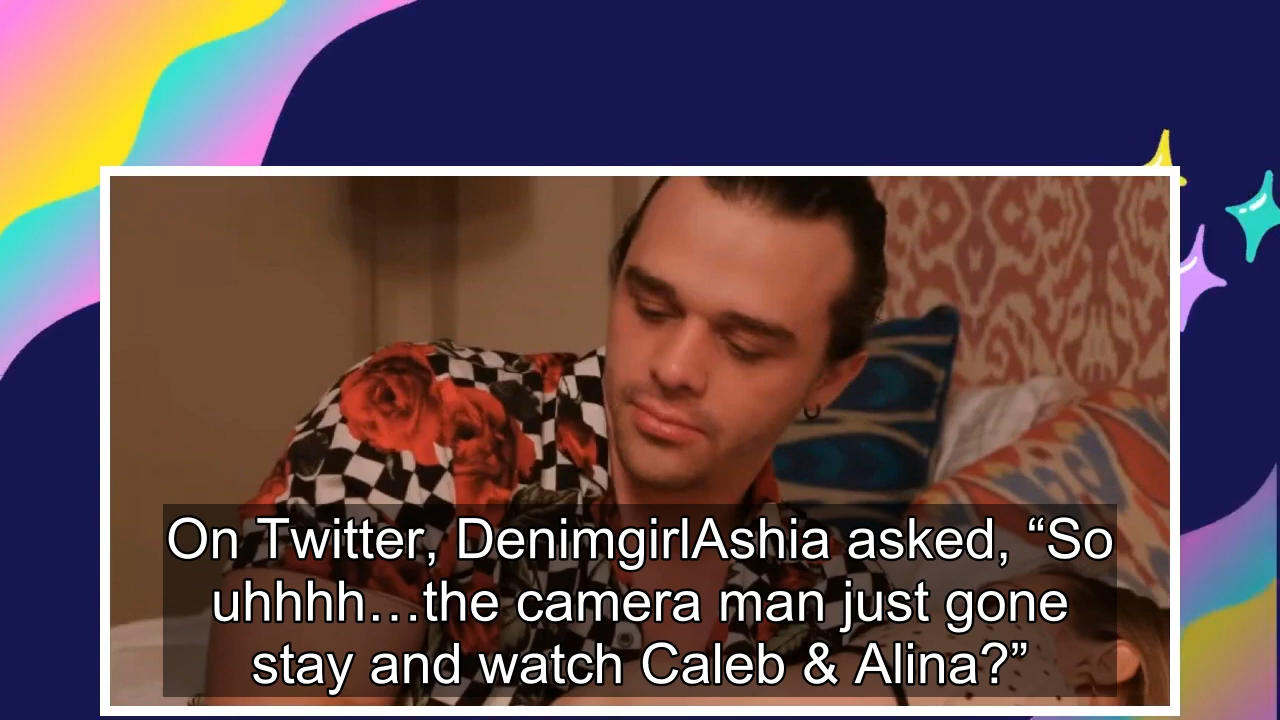 On Twitter, DenimgirlAshia asked, “So
uhhhh…the camera man just gone
stay and watch Caleb & Alina?”